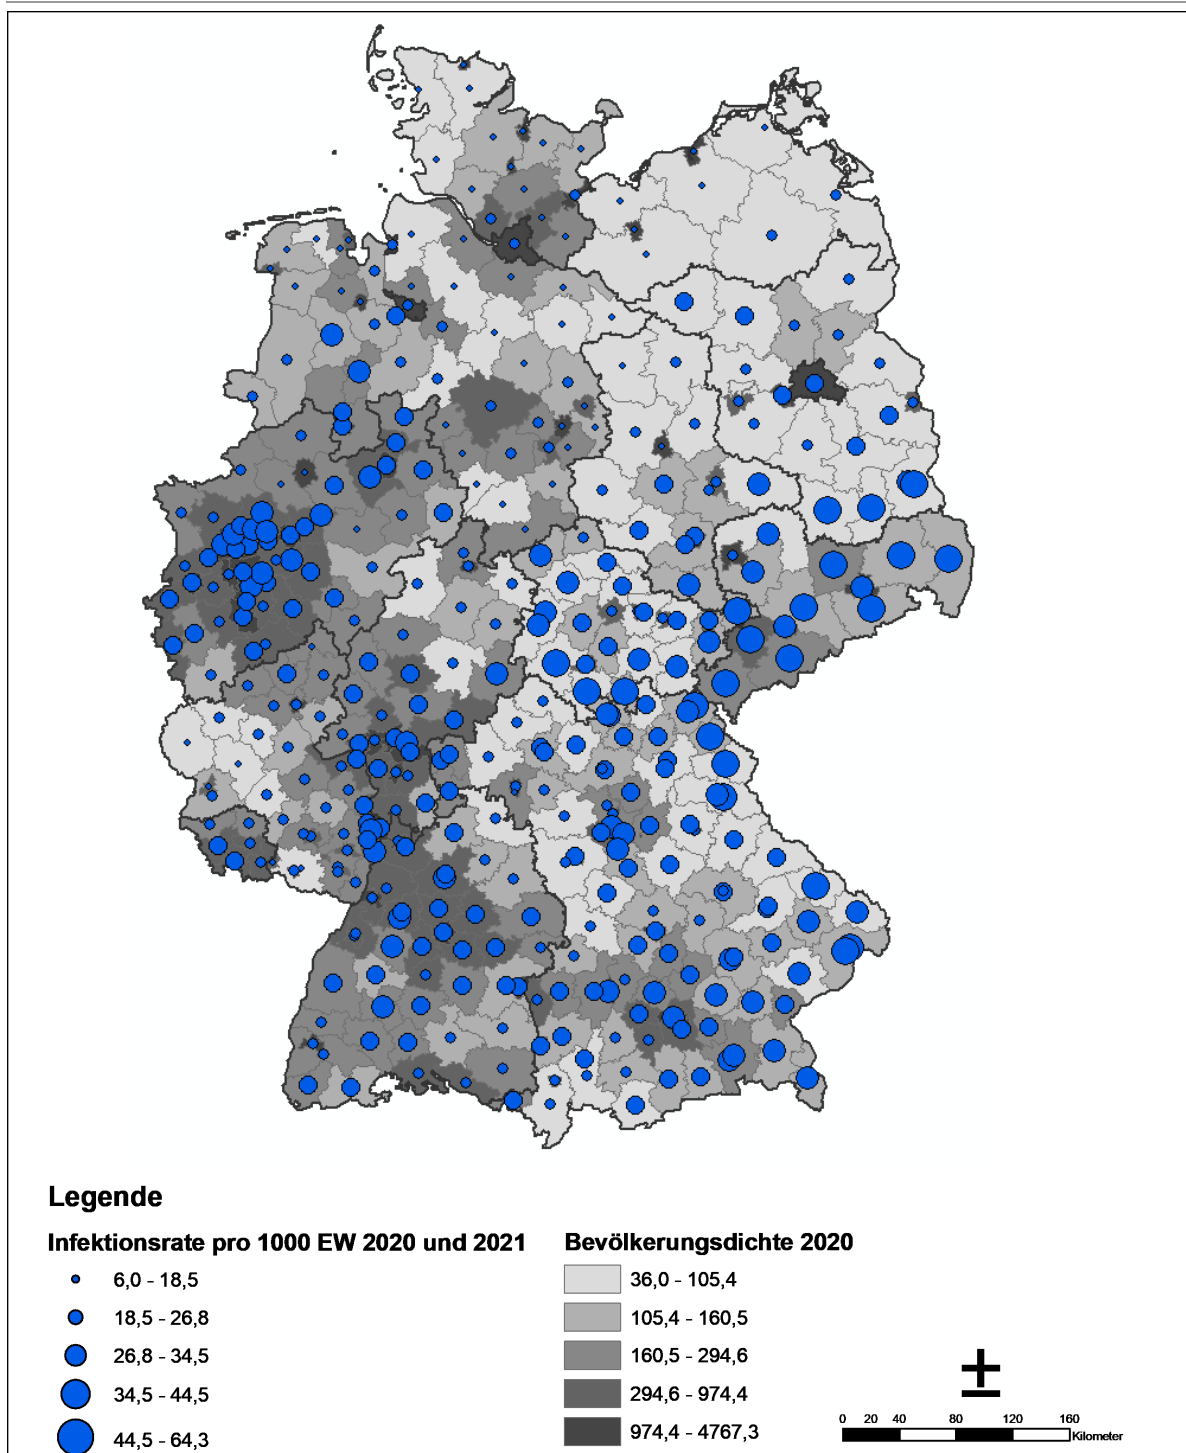 Legende
Infektionsrate pro 1000 EW 2020 und 2021
6,0 - 18,5
18,5 - 26,8
26,8 - 34,5
34,5 - 44,5
44,5 - 64,3
Bevölkerungsdichte 2020
36,0 - 105,4
105,4 - 160,5
160,5 - 294,6
294,6 - 974,4
974,4 - 4767,3
0 20 40 80 120 160
Kilometer